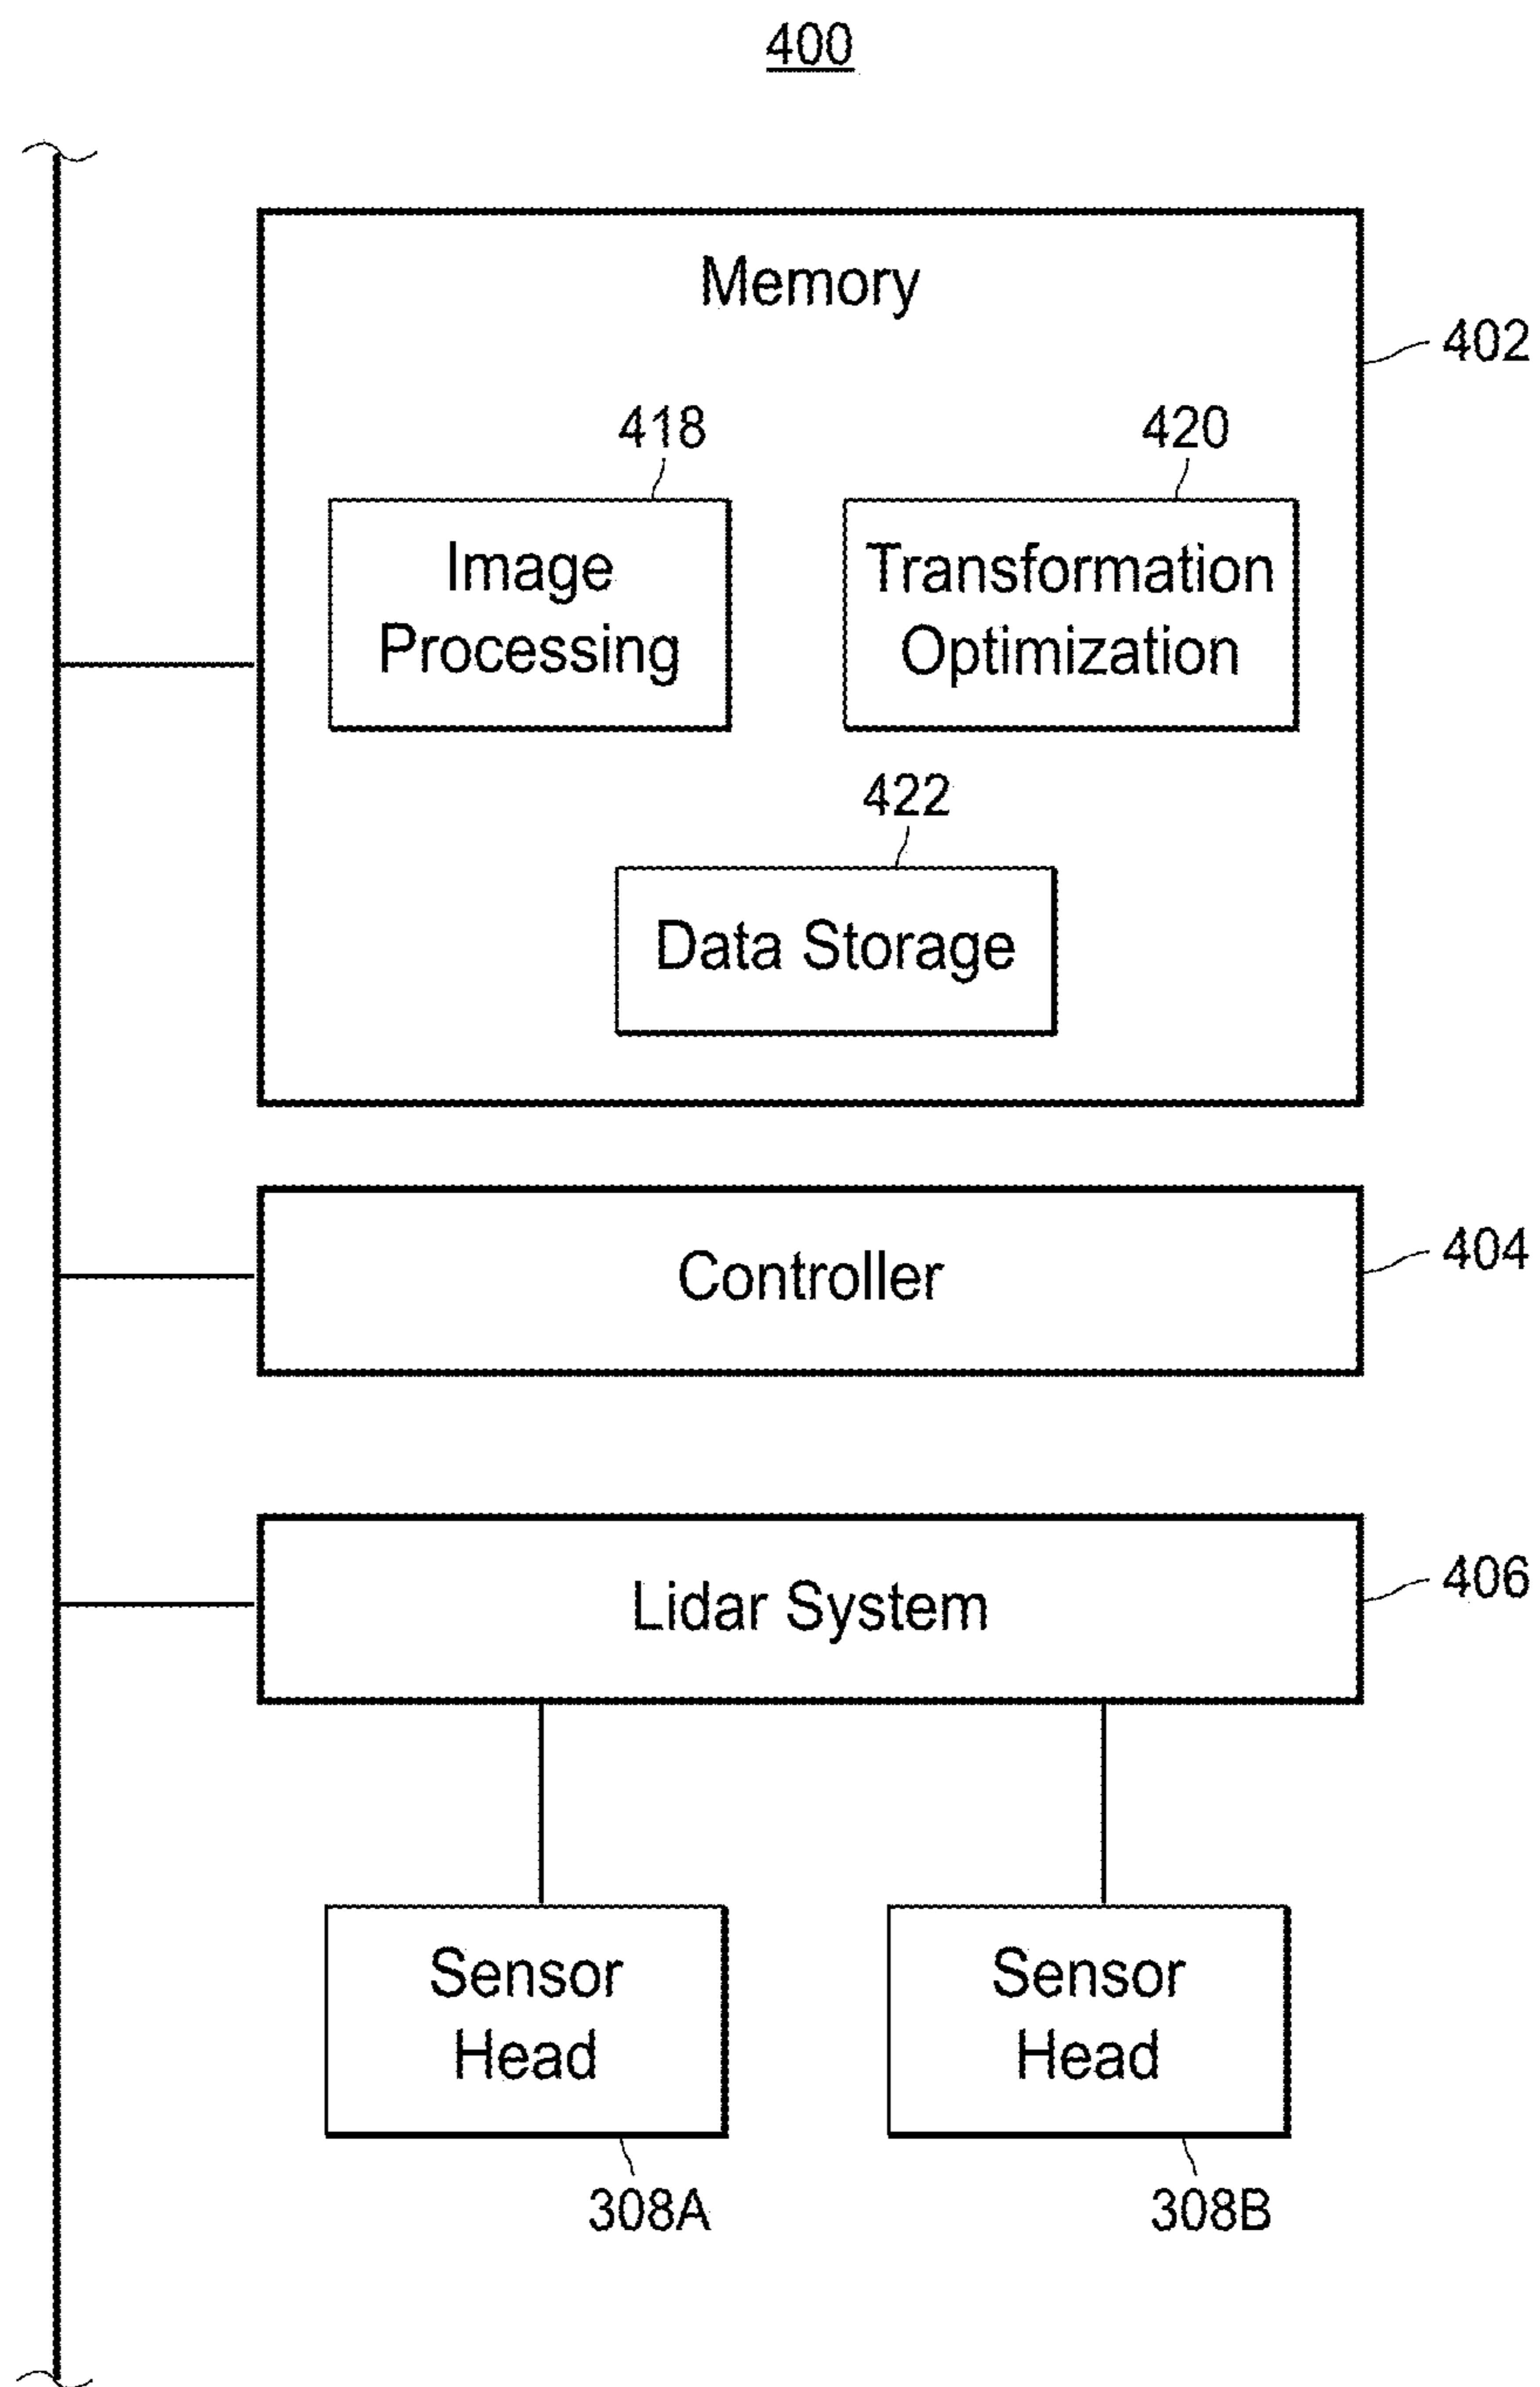 400
Memory
402
418
420
Image
Processing
Transformation
Optimization
422
Data Storage
Controller
404
Lidar System
406
Sensor
Head
Sensor
Head
308A
308B